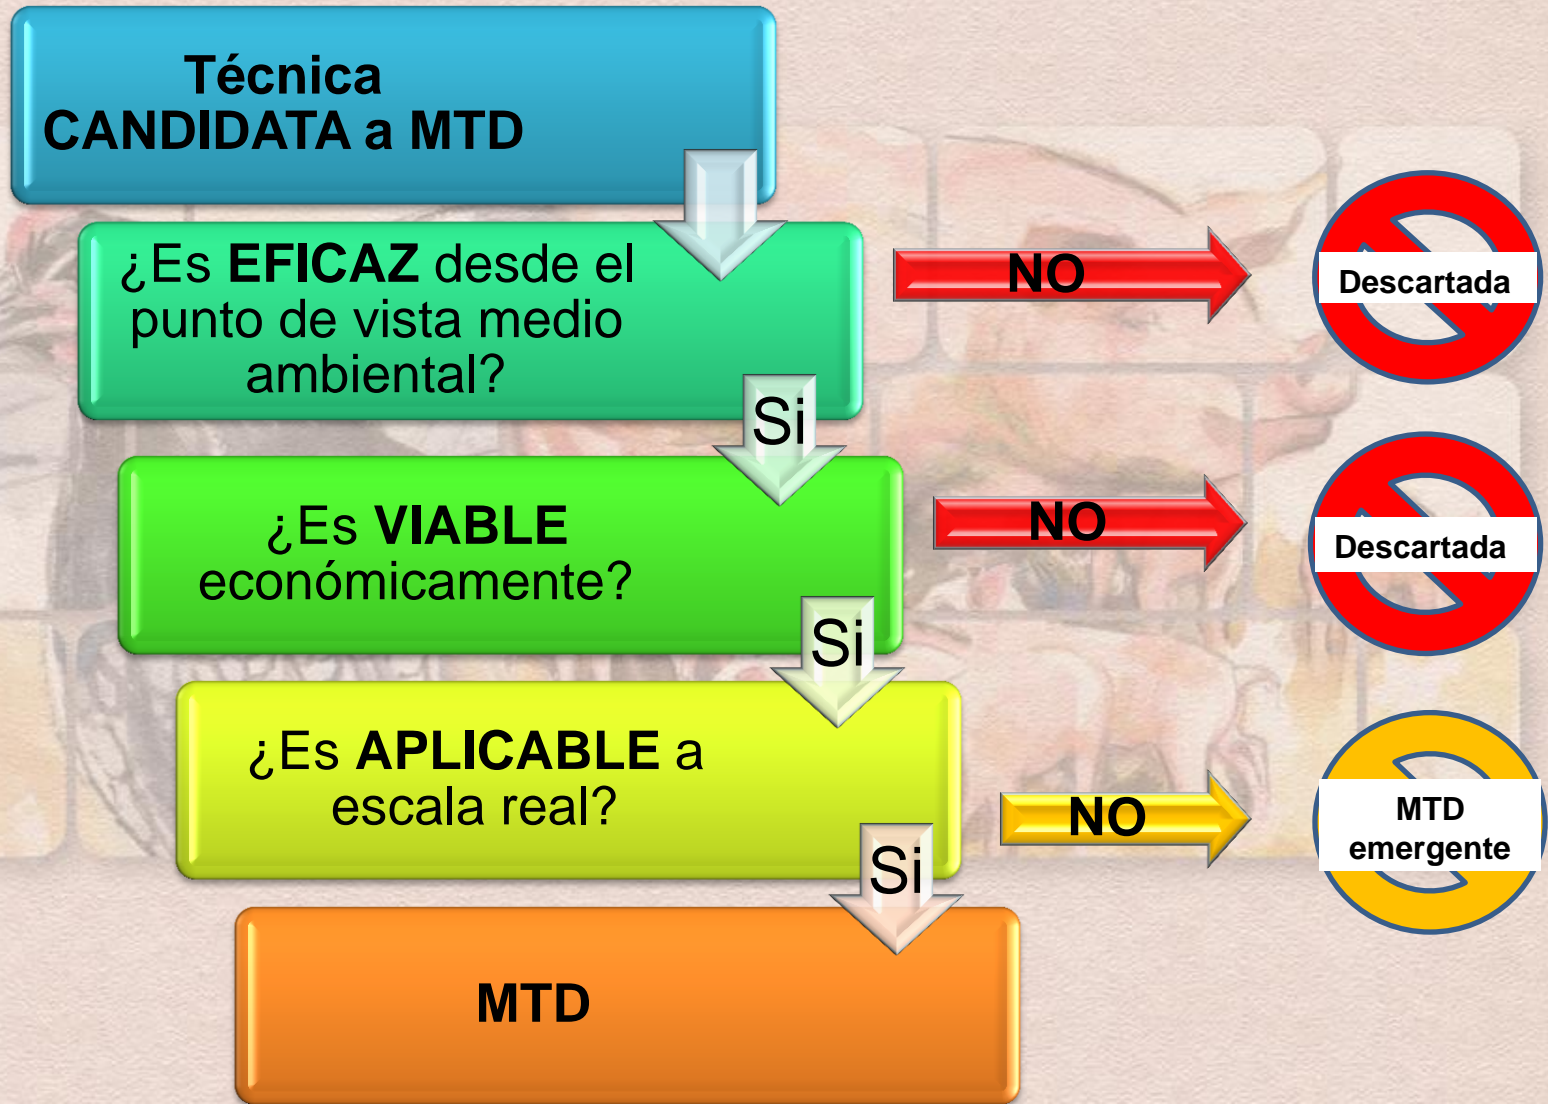 Técnica
CANDIDATA a MTD
¿Es EFICAZ desde el
punto de vista medio
ambiental?
NO
Descartada
Si
¿Es VIABLE
económicamente?
NO
Descartada
Si
¿Es APLICABLE a
escala real?
NO
MTD
emergente
Si
MTD